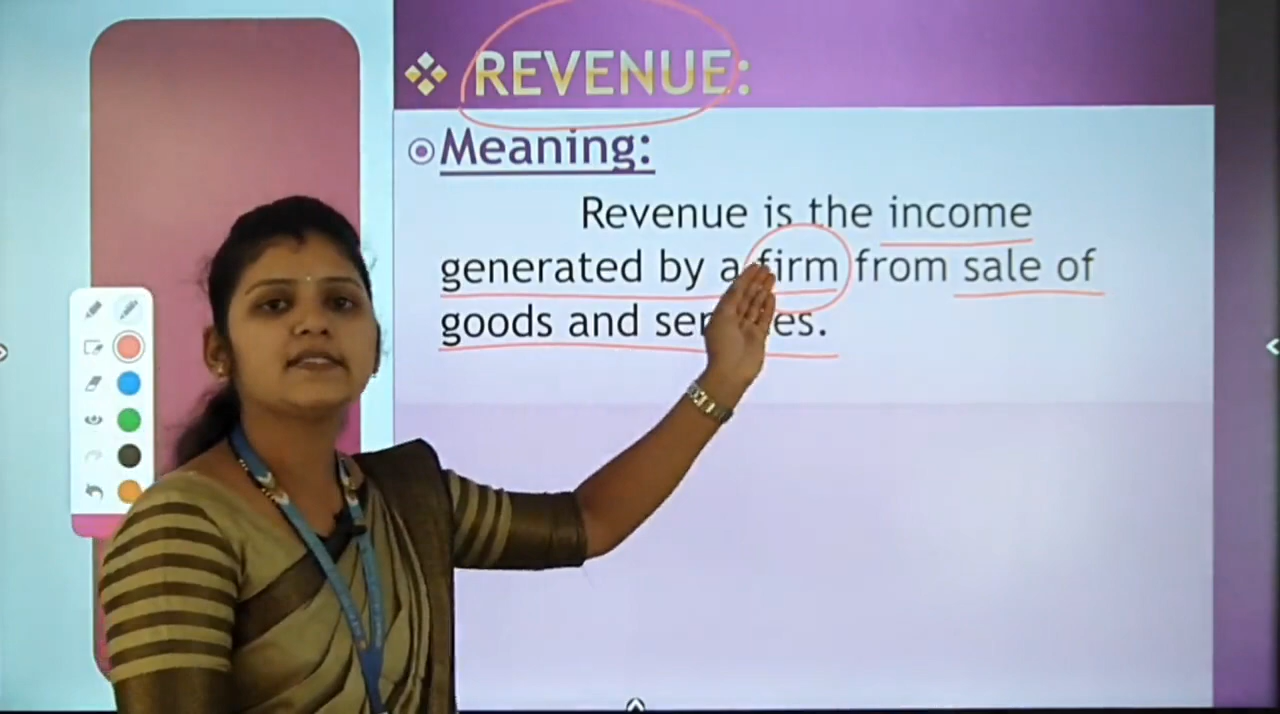 REVENUE:
Meaning:
Revenue is the income
generated by a firm from sale of
goods and